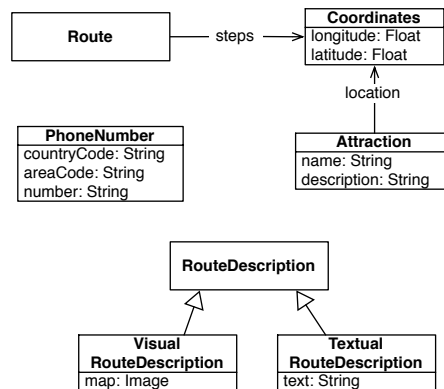 Route
steps
Coordinates
longitude: Float
latitude: Float
location
PhoneNumber
countryCode: String
areaCode: String
number: String
Attraction
name: String
description: String
RouteDescription
Visual
RouteDescription
map: Image
Textual
RouteDescription
text: String